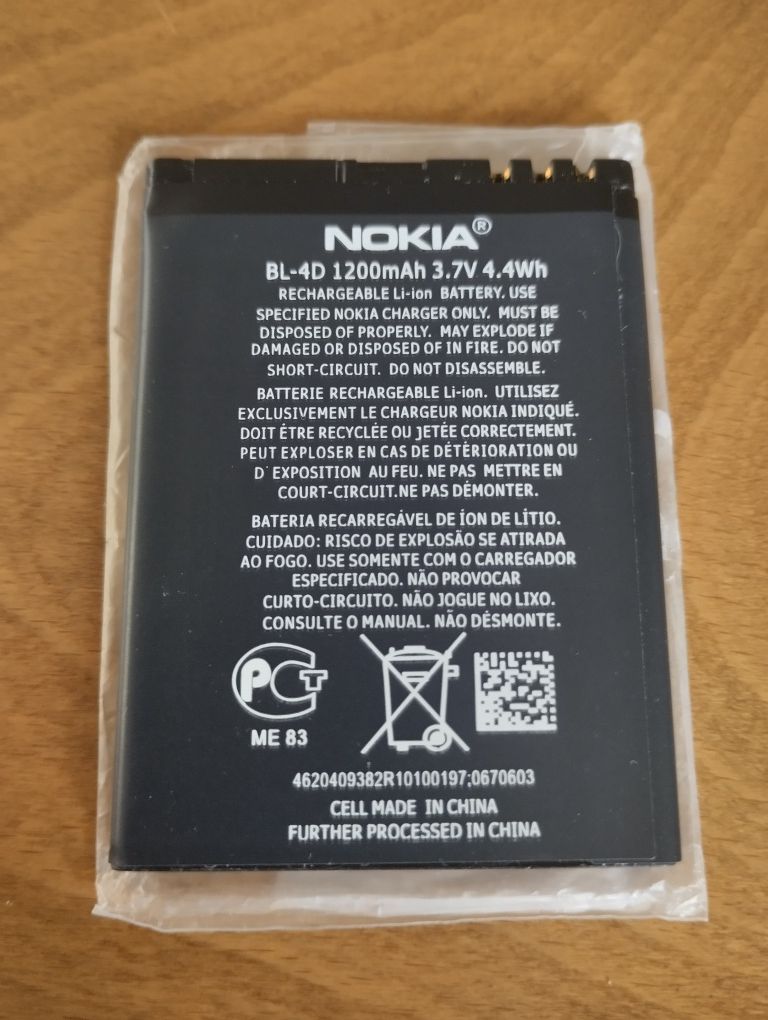 NOKIA®
BL-4D 1200mAh 3.7V 4.4Wh
RECHARGEABLE Li-ion BATTERY. USE
SPECIFIED NOKIA CHARGER ONLY. MUST BE
DISPOSED OF PROPERLY. MAY EXPLODE IF
DAMAGED OR DISPOSED OF IN FIRE. DO NOT
SHORT-CIRCUIT. DO NOT DISASSEMBLE.
BATTERIE RECHARGEABLE Li-ion. UTILISEZ
EXCLUSIVEMENT LE CHARGEUR NOKIA INDIQUÉ.
DOIT ÊTRE RECYCLÉE OU JETÉE CORRECTEMENT.
PEUT EXPLOSER EN CAS DE DÉTÉRIORATION OU
D'EXPOSITION AU FEU. NE PAS METTRE EN
COURT-CIRCUIT.NE PAS DÉMONTER.
BATERIA RECARREGÁVEL DE ÍON DE LÍTIO.
CUIDADO: RISCO DE EXPLOSÃO SE ATIRADA
AO FOGO. USE SOMENTE COM O CARREGADOR
ESPECIFICADO. NÃO PROVOCAR
CURTO-CIRCUITO. NÃO JOGUE NO LIXO.
CONSULTE O MANUAL. NÃO DÉSMONTE.
РСТ
ME 83
4620409382R10100197;0670603
CELL MADE IN CHINA
FURTHER PROCESSED IN CHINA